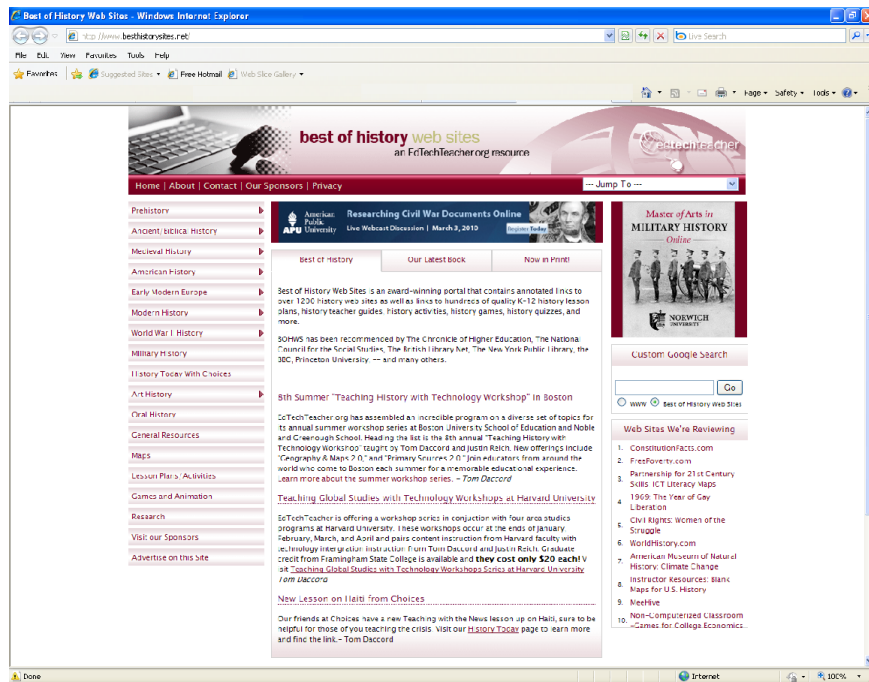 Best of History Web Sites - Windows Internet Explorer
http://www.besthistorysites.net/
Live Search
File Edit View Favorites Tools Help
Favorites Suggested Sites Free Hotmail Web Slice Gallery
Page Safety Tools
best of history web sites
an EdTechTeacher.org resource
edtechteacher
Home | About | Contact | Our Sponsors | Privacy
--- Jump To ---
Prehistory
Ancient/Biblical History
Medieval History
American History
Early Modern Europe
Modern History
World War II History
Military History
History Today With Choices
Art History
Oral History
General Resources
Maps
Lesson Plans/Activities
Games and Animation
Research
Visit our Sponsors
Advertise on this Site
American Public University
APU
Researching Civil War Documents Online
Live Webcast Discussion | March 3, 2010
Register Today
Best of History
Our Latest Book
Now in Print!
Best of History Web Sites is an award-winning portal that contains annotated links to
over 1200 history web sites as well as links to hundreds of quality K-12 history lesson
plans, history teacher guides, history activities, history games, history quizzes, and
more.
BOHWS has been recommended by The Chronicle of Higher Education, The National
Council for the Social Studies, The British Library Net, The New York Public Library, the
BBC, Princeton University, -- and many others.
8th Summer "Teaching History with Technology Workshop" in Boston
EdTechTeacher.org has assembled an incredible program on a diverse set of topics for
its annual summer workshop series at Boston University School of Education and Noble
and Greenough School. Heading the list is the 8th annual "Teaching History with
Technology Workshop" taught by Tom Daccord and Justin Reich. New offerings include
"Geography & Maps 2.0," and "Primary Sources 2.0." Join educators from around the
world who come to Boston each summer for a memorable educational experience.
Learn more about the summer workshop series. - Tom Daccord
Teaching Global Studies with Technology Workshops at Harvard University
EdTechTeacher is offering a workshop series in conjuction with four area studies
programs at Harvard University. These workshops occur at the ends of January,
February, March, and April and pairs content instruction from Harvard faculty with
technology intergration instruction from Tom Daccord and Justin Reich. Graduate
credit from Framingham State College is available and they cost only $20 each! V
sit Teaching Global Studies with Technology Workshops Series at Harvard University
Tom Daccord
New Lesson on Haiti from Choices
Our friends at Choices have a new Teaching with the News lesson up on Haiti, sure to be
helpful for those of you teaching the crisis. Visit our History Today page to learn more
and find the link.- Tom Daccord
Master of Arts in
MILITARY HISTORY
Online
NORWICH
UNIVERSITY
Custom Google Search
Go
WWW Best of History Web Sites
Web Sites We're Reviewing
1. ConstitutionFacts.com
2. FreePoverty.com
3. Partnership for 21st Century
Skills ICT Literacy Maps
4. 1969: The Year of Gay
Liberation
5. Civil Rights: Women of the
Struggle
6. WorldHistory.com
7. American Museum of Natural
History: Climate Change
8. Instructor Resources: Blank
Maps for U.S. History
9. MeeHive
10. Non-Computerized Classroom
-Games for College Economics
Done
Internet
100%